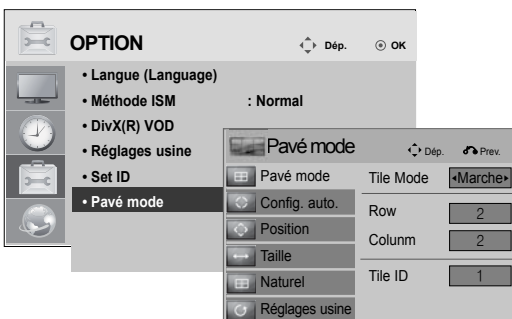 OPTION
Dép.
OK
• Langue (Language)
• Méthode ISM : Normal
• DivX(R) VOD
• Réglages usine
• Set ID
• Pavé mode
Pavé mode
Dép.
Prev.
Pavé mode
Config. auto.
Position
Taille
Naturel
Réglages usine
Tile Mode Marche
Row 2
Colunm 2
Tile ID 1